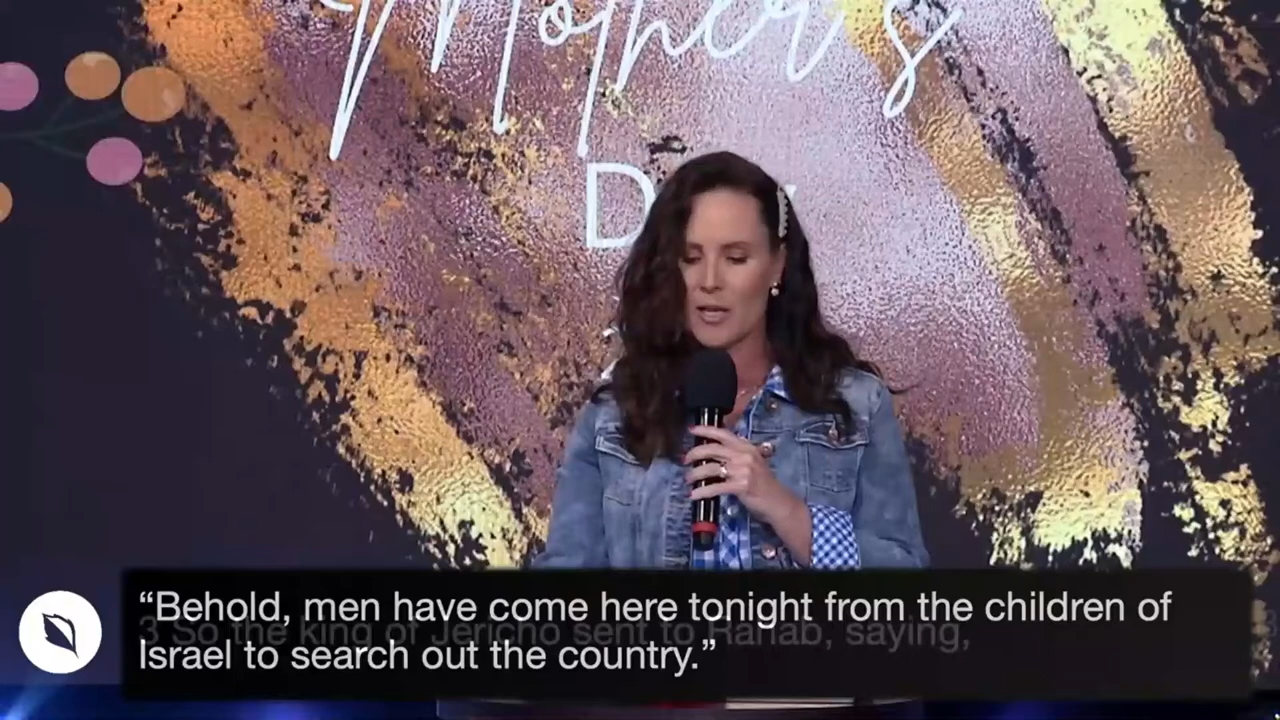 Mother's
D
“Behold, men have come here tonight from the children of
Israel to search out the country.”
3 So the king of Jericho sent to Rahab, saying,